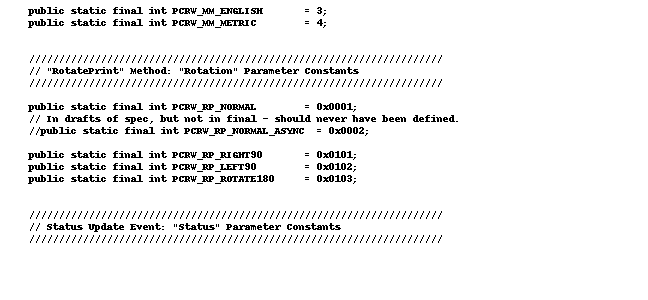 public static final int PCRW_MM_ENGLISH       = 3;
public static final int PCRW_MM_METRIC        = 4;
/////////////////////////////////////////////////////////////////////
// "RotatePrint" Method: "Rotation" Parameter Constants
/////////////////////////////////////////////////////////////////////
public static final int PCRW_RP_NORMAL        = 0x0001;
// In drafts of spec, but not in final - should never have been defined.
//public static final int PCRW_RP_NORMAL_ASYNC  = 0x0002;
public static final int PCRW_RP_RIGHT90       = 0x0101;
public static final int PCRW_RP_LEFT90        = 0x0102;
public static final int PCRW_RP_ROTATE180     = 0x0103;
/////////////////////////////////////////////////////////////////////
// Status Update Event: "Status" Parameter Constants
/////////////////////////////////////////////////////////////////////